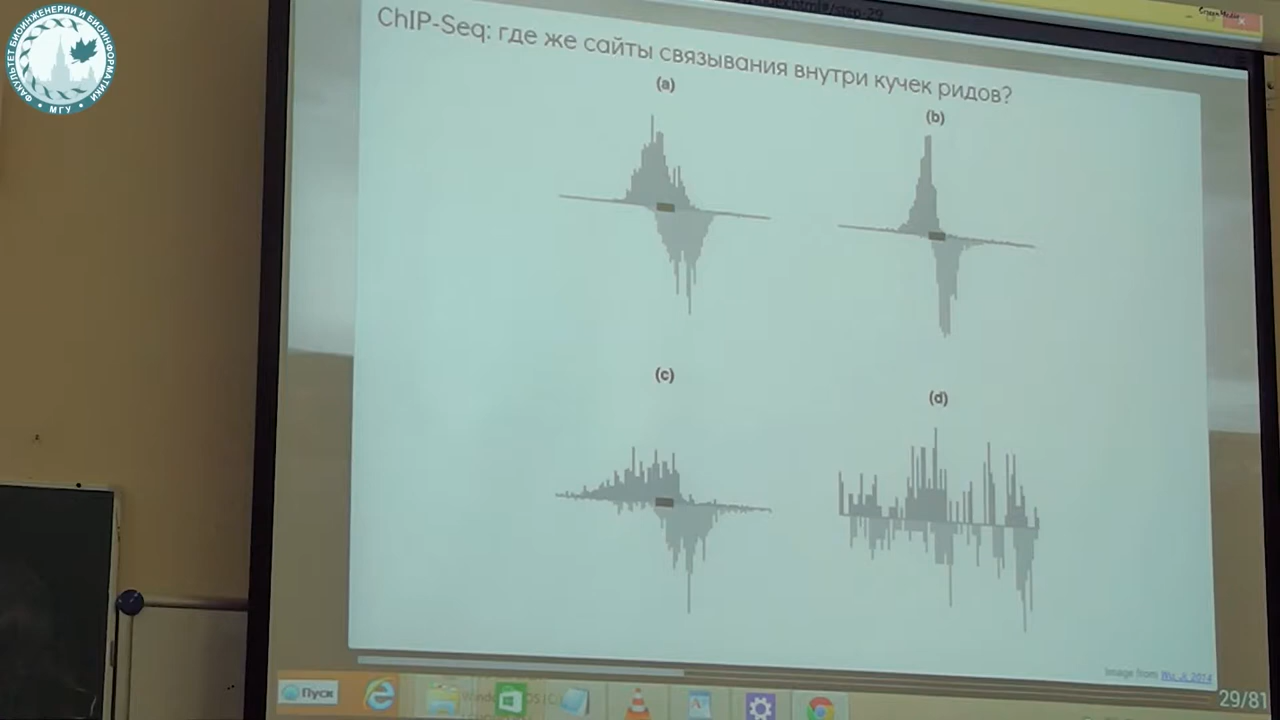 ФАКУЛЬТЕТ БИОИНЖЕНЕРИИ И БИОИНФОРМАТИКИ
• МГУ •
ChIP-Seq: где же сайты связывания внутри кучек ридов?
(a)
(b)
(c)
(d)
Image from Wu, Ji, 2014
Пуск
29/81